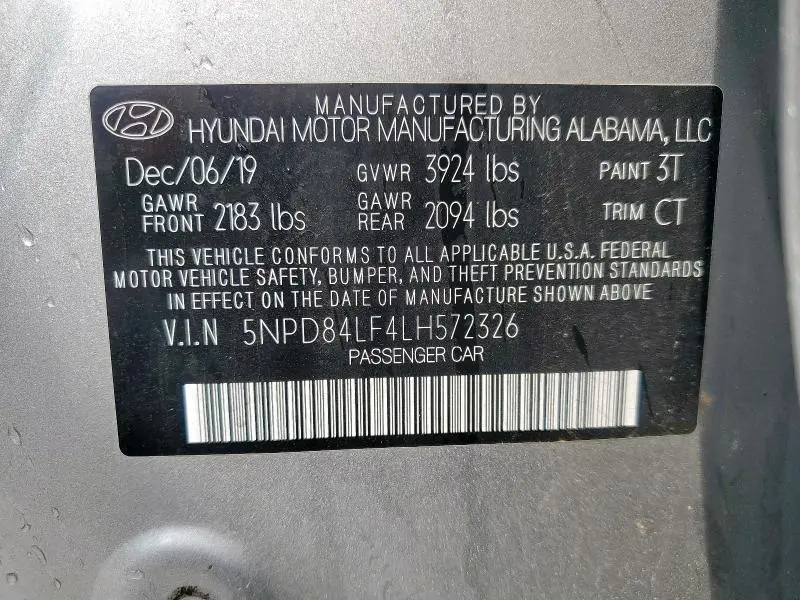 MANUFACTURED BY
HYUNDAI MOTOR MANUFACTURING ALABAMA, LLC
Dec/06/19 GVWR 3924 lbs PAINT 3T
GAWR FRONT 2183 lbs GAWR REAR 2094 lbs TRIM CT
THIS VEHICLE CONFORMS TO ALL APPLICABLE U.S.A. FEDERAL
MOTOR VEHICLE SAFETY, BUMPER, AND THEFT PREVENTION STANDARDS
IN EFFECT ON THE DATE OF MANUFACTURE SHOWN ABOVE
V.I.N 5NPD84LF4LH572326
PASSENGER CAR